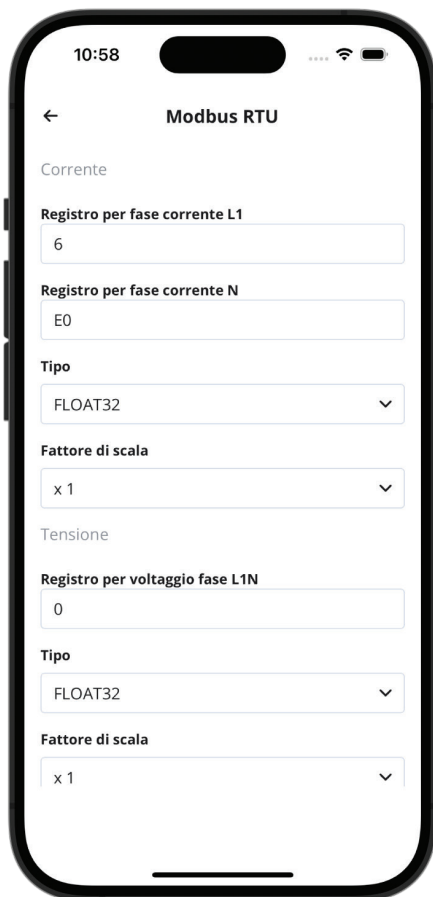 10:58
Modbus RTU
Corrente
Registro per fase corrente L1
6
Registro per fase corrente N
E0
Tipo
FLOAT32
Fattore di scala
x 1
Tensione
Registro per voltaggio fase L1N
0
Tipo
FLOAT32
Fattore di scala
x 1